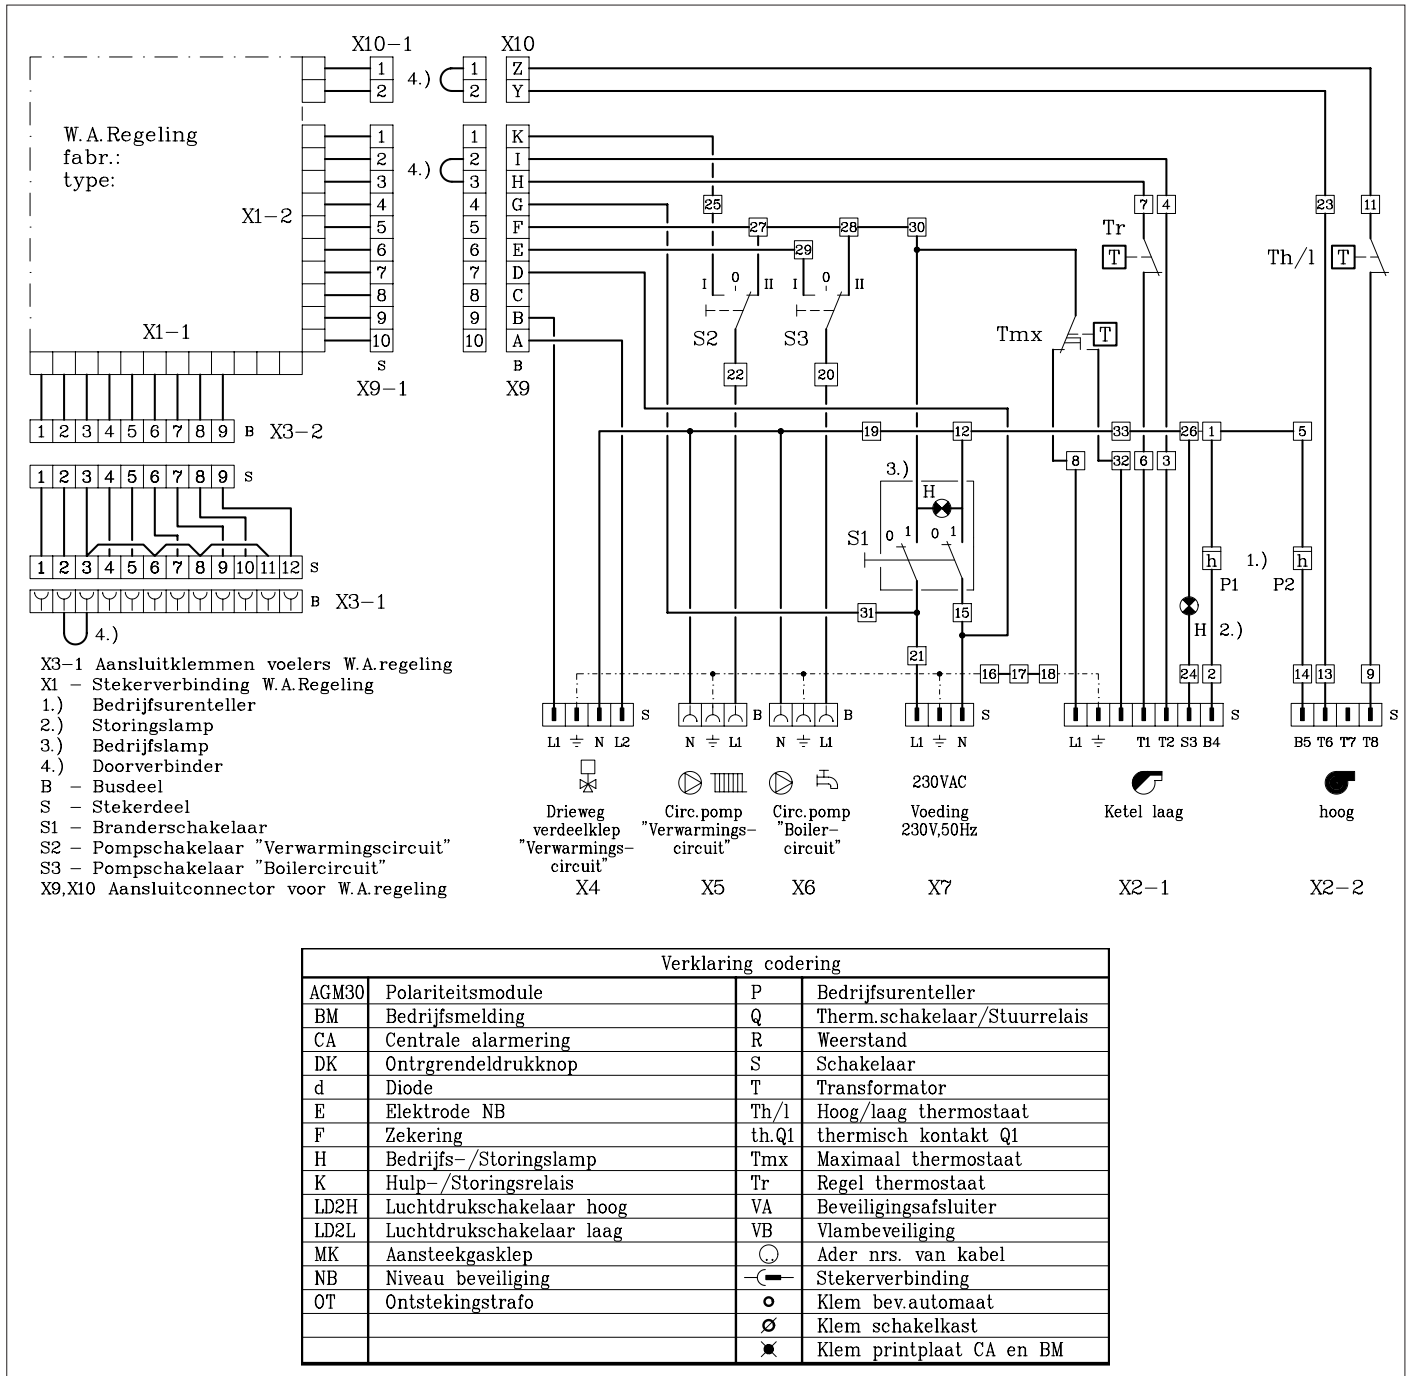 X10-1 X10
1 4.) 1 Z
2 2 Y
W.A.Regeling
fabr.:
type:
X1-2
X1-1
1 1 K
2 4.) 2 I
3 3 H
4 4 G
5 5 F
6 6 E
7 7 D
8 8 C
9 9 B
10 10 A
S B
X9-1 X9
25 7 4 23 11
27 28 30
29
Tr T Th/l T
I 0 II I 0 II
S2 S3 Tmx T
22 20
1 2 3 4 5 6 7 8 9 B X3-2
19 12 33 26 1 5
8 32 6 3
1 2 3 4 5 6 7 8 9 S
3.)
H
S1 0 1 0 1
h 1.) h
P1 P2
1 2 3 4 5 6 7 8 9 10 11 12 S
B X3-1
4.)
31 15
H 2.)
21
16 17 18 24 2 14 13 9
X3-1 Aansluitklemmen voelers W.A.regeling
X1 - Stekerverbinding W.A.Regeling
1.) Bedrijfsurenteller
2.) Storingslamp
3.) Bedrijfslamp
4.) Doorverbinder
B - Busdeel
S - Stekerdeel
S1 - Branderschakelaar
S2 - Pompschakelaar "Verwarmingscircuit"
S3 - Pompschakelaar "Boilercircuit"
X9,X10 Aansluitconnector voor W.A.regeling
S B B S S S
L1 N L2 N L1 N L1 L1 N L1 T1 T2 S3 B4 B5 T6 T7 T8
Drieweg
verdeelklep
"Verwarmings-
circuit"
X4
Circ.pomp
"Verwarmings-
circuit"
X5
Circ.pomp
"Boiler-
circuit"
X6
230VAC
Voeding
230V,50Hz
X7
Ketel laag
X2-1
hoog
X2-2
Verklaring codering
AGM30 Polariteitsmodule P Bedrijfsurenteller
BM Bedrijfsmelding Q Therm.schakelaar/Stuurrelais
CA Centrale alarmering R Weerstand
DK Ontrgrendeldrukknop S Schakelaar
d Diode T Transformator
E Elektrode NB Th/l Hoog/laag thermostaat
F Zekering th.Q1 thermisch kontakt Q1
H Bedrijfs-/Storingslamp Tmx Maximaal thermostaat
K Hulp-/Storingsrelais Tr Regel thermostaat
LD2H Luchtdrukschakelaar hoog VA Beveiligingsafsluiter
LD2L Luchtdrukschakelaar laag VB Vlambeveiliging
MK Aansteekgasklep Ader nrs. van kabel
NB Niveau beveiliging Stekerverbinding
OT Ontstekingstrafo Klem bev.automaat
Klem schakelkast
Klem printplaat CA en BM